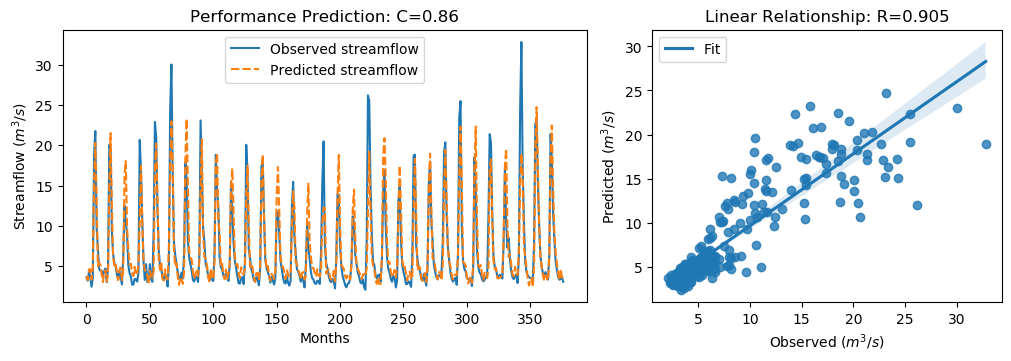 Performance Prediction: C=0.86
Observed streamflow
Predicted streamflow
Streamflow (m³/s)
30
25
20
15
10
5
0
50
100
150
200
250
300
350
Months
Linear Relationship: R=0.905
Fit
Predicted (m³/s)
30
25
20
15
10
5
5
10
15
20
25
30
Observed (m³/s)